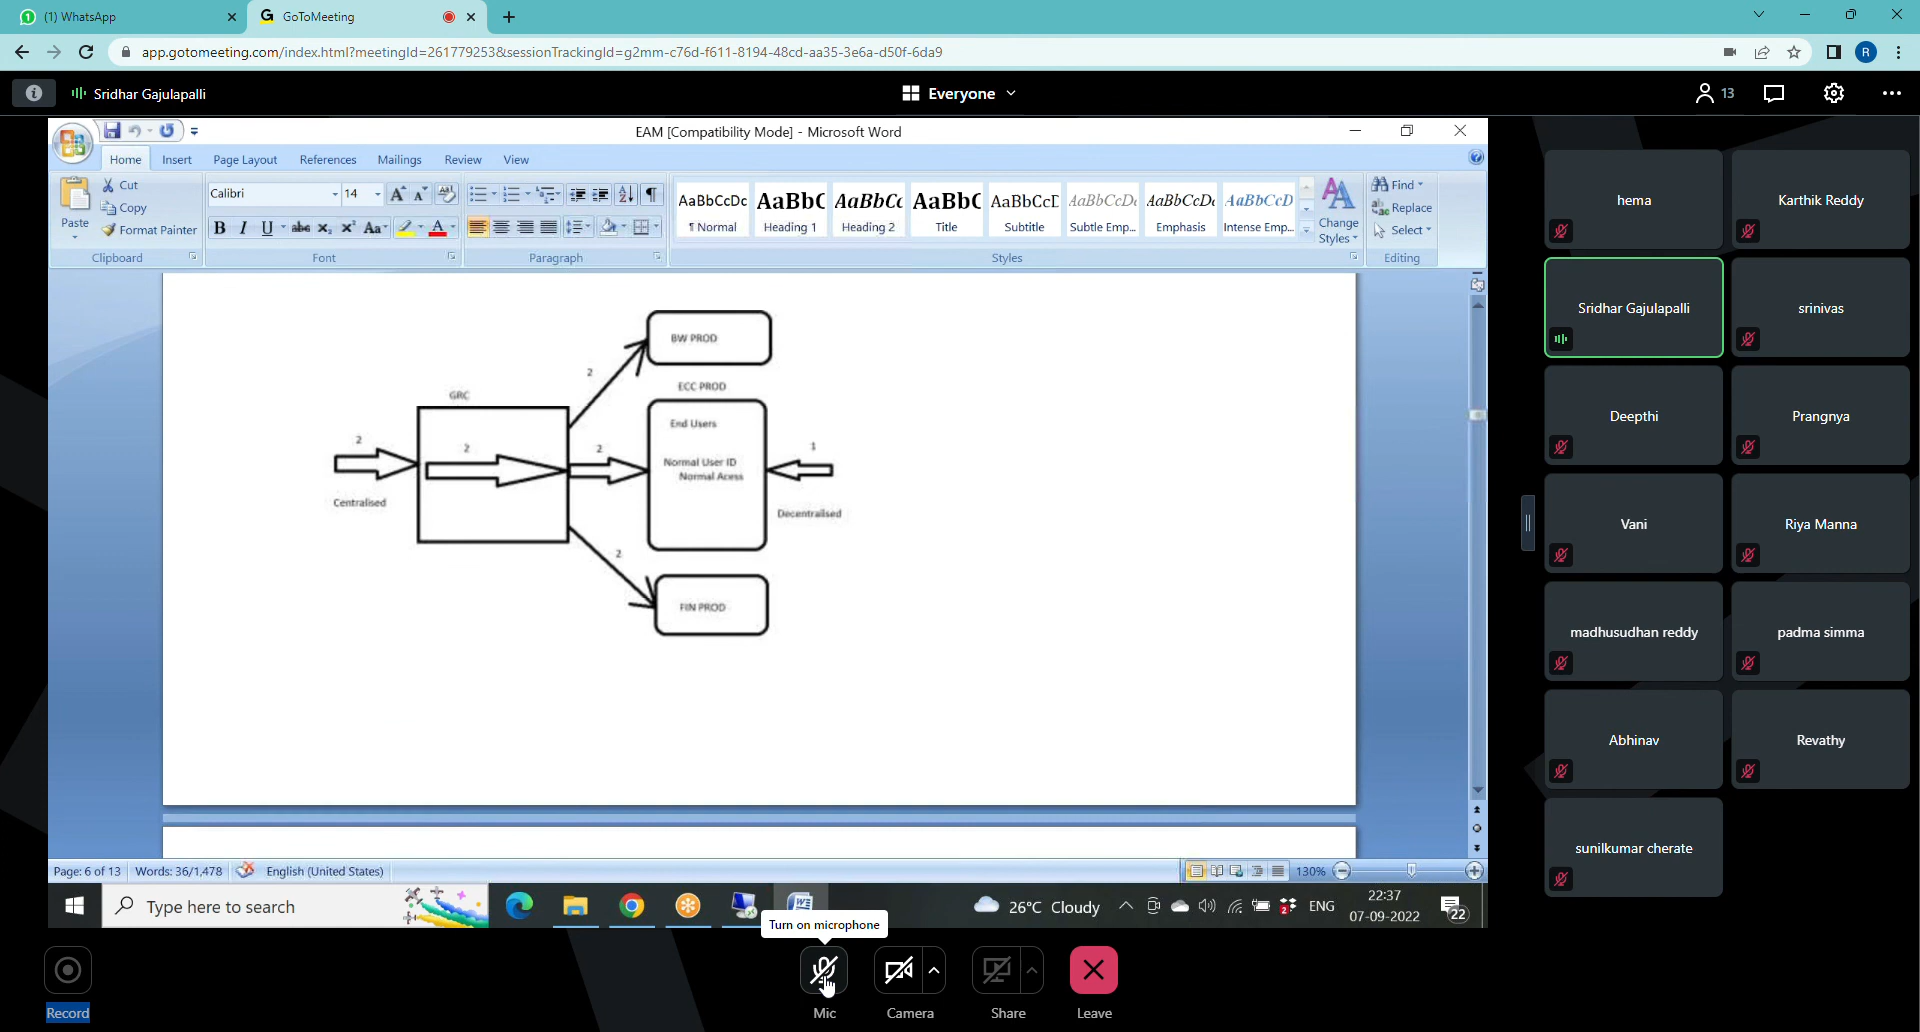 (1) WhatsApp
GoToMeeting
app.gotomeeting.com/index.html?meetingId=261779253&sessionTrackingId=g2mm-c76d-f611-8194-48cd-aa35-3e6a-d50f-6da9
R
Sridhar Gajulapalli
Everyone
13
EAM [Compatibility Mode] - Microsoft Word
Home Insert Page Layout References Mailings Review View
Paste
Cut
Copy
Format Painter
Clipboard
Calibri 14
Font
Paragraph
AaBbCcDc AaBbC AaBbCc AaBbC AaBbCcE AaBbCcDc AaBbCcDc AaBbCcD
¶ Normal Heading 1 Heading 2 Title Subtitle Subtle Emp... Emphasis Intense Emp...
Styles
Change Styles
Find
Replace
Select
Editing
BW PROD
2
ECC PROD
GRC
End Users
2
2
2
1
Normal User ID
Normal Acess
Centralised
Decentralised
2
FIN PROD
Page: 6 of 13 Words: 36/1,478 English (United States)
130%
Type here to search
26°C Cloudy
ENG
22:37
07-09-2022
22
Turn on microphone
hema
Karthik Reddy
Sridhar Gajulapalli
srinivas
Deepthi
Prangnya
Vani
Riya Manna
madhusudhan reddy
padma simma
Abhinav
Revathy
sunilkumar cherate
Record
Mic
Camera
Share
Leave